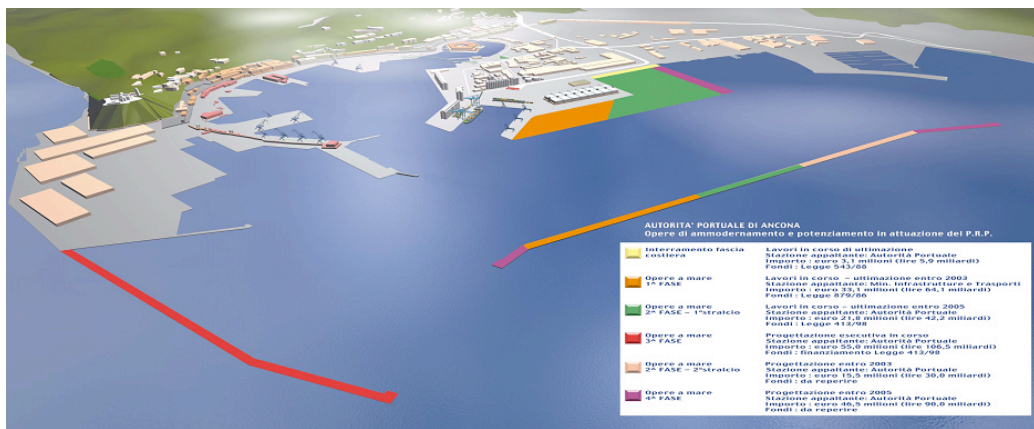 AUTORITA' PORTUALE DI ANCONA
Opere di ammodernamento e potenziamento in attuazione del P.R.P.
Interramento fascia costiera
Lavori in corso di ultimazione
Stazione appaltante: Autorità Portuale
Importo : euro 3,1 milioni (lire 5,9 miliardi)
Fondi : Legge 543/88
Opere a mare
1ª FASE
Lavori in corso – ultimazione entro 2003
Stazione appaltante: Min. Infrastrutture e Trasporti
Importo : euro 33,1 milioni (lire 64,1 miliardi)
Fondi : Legge 879/86
Opere a mare
2ª FASE – 1°stralcio
Lavori in corso – ultimazione entro 2005
Stazione appaltante: Autorità Portuale
Importo : euro 21,8 milioni (lire 42,2 miliardi)
Fondi : Legge 413/98
Opere a mare
3ª FASE
Progettazione esecutiva in corso
Stazione appaltante: Autorità Portuale
Importo : euro 55,0 milioni (lire 106,5 miliardi)
Fondi : finanziamento Legge 413/98
Opere a mare
2ª FASE – 2°stralcio
Progettazione entro 2003
Stazione appaltante: Autorità Portuale
Importo : euro 15,5 milioni (lire 30,0 miliardi)
Fondi : da reperire
Opere a mare
4ª FASE
Progettazione entro 2005
Stazione appaltante: Autorità Portuale
Importo : euro 46,5 milioni (lire 90,0 miliardi)
Fondi : da reperire